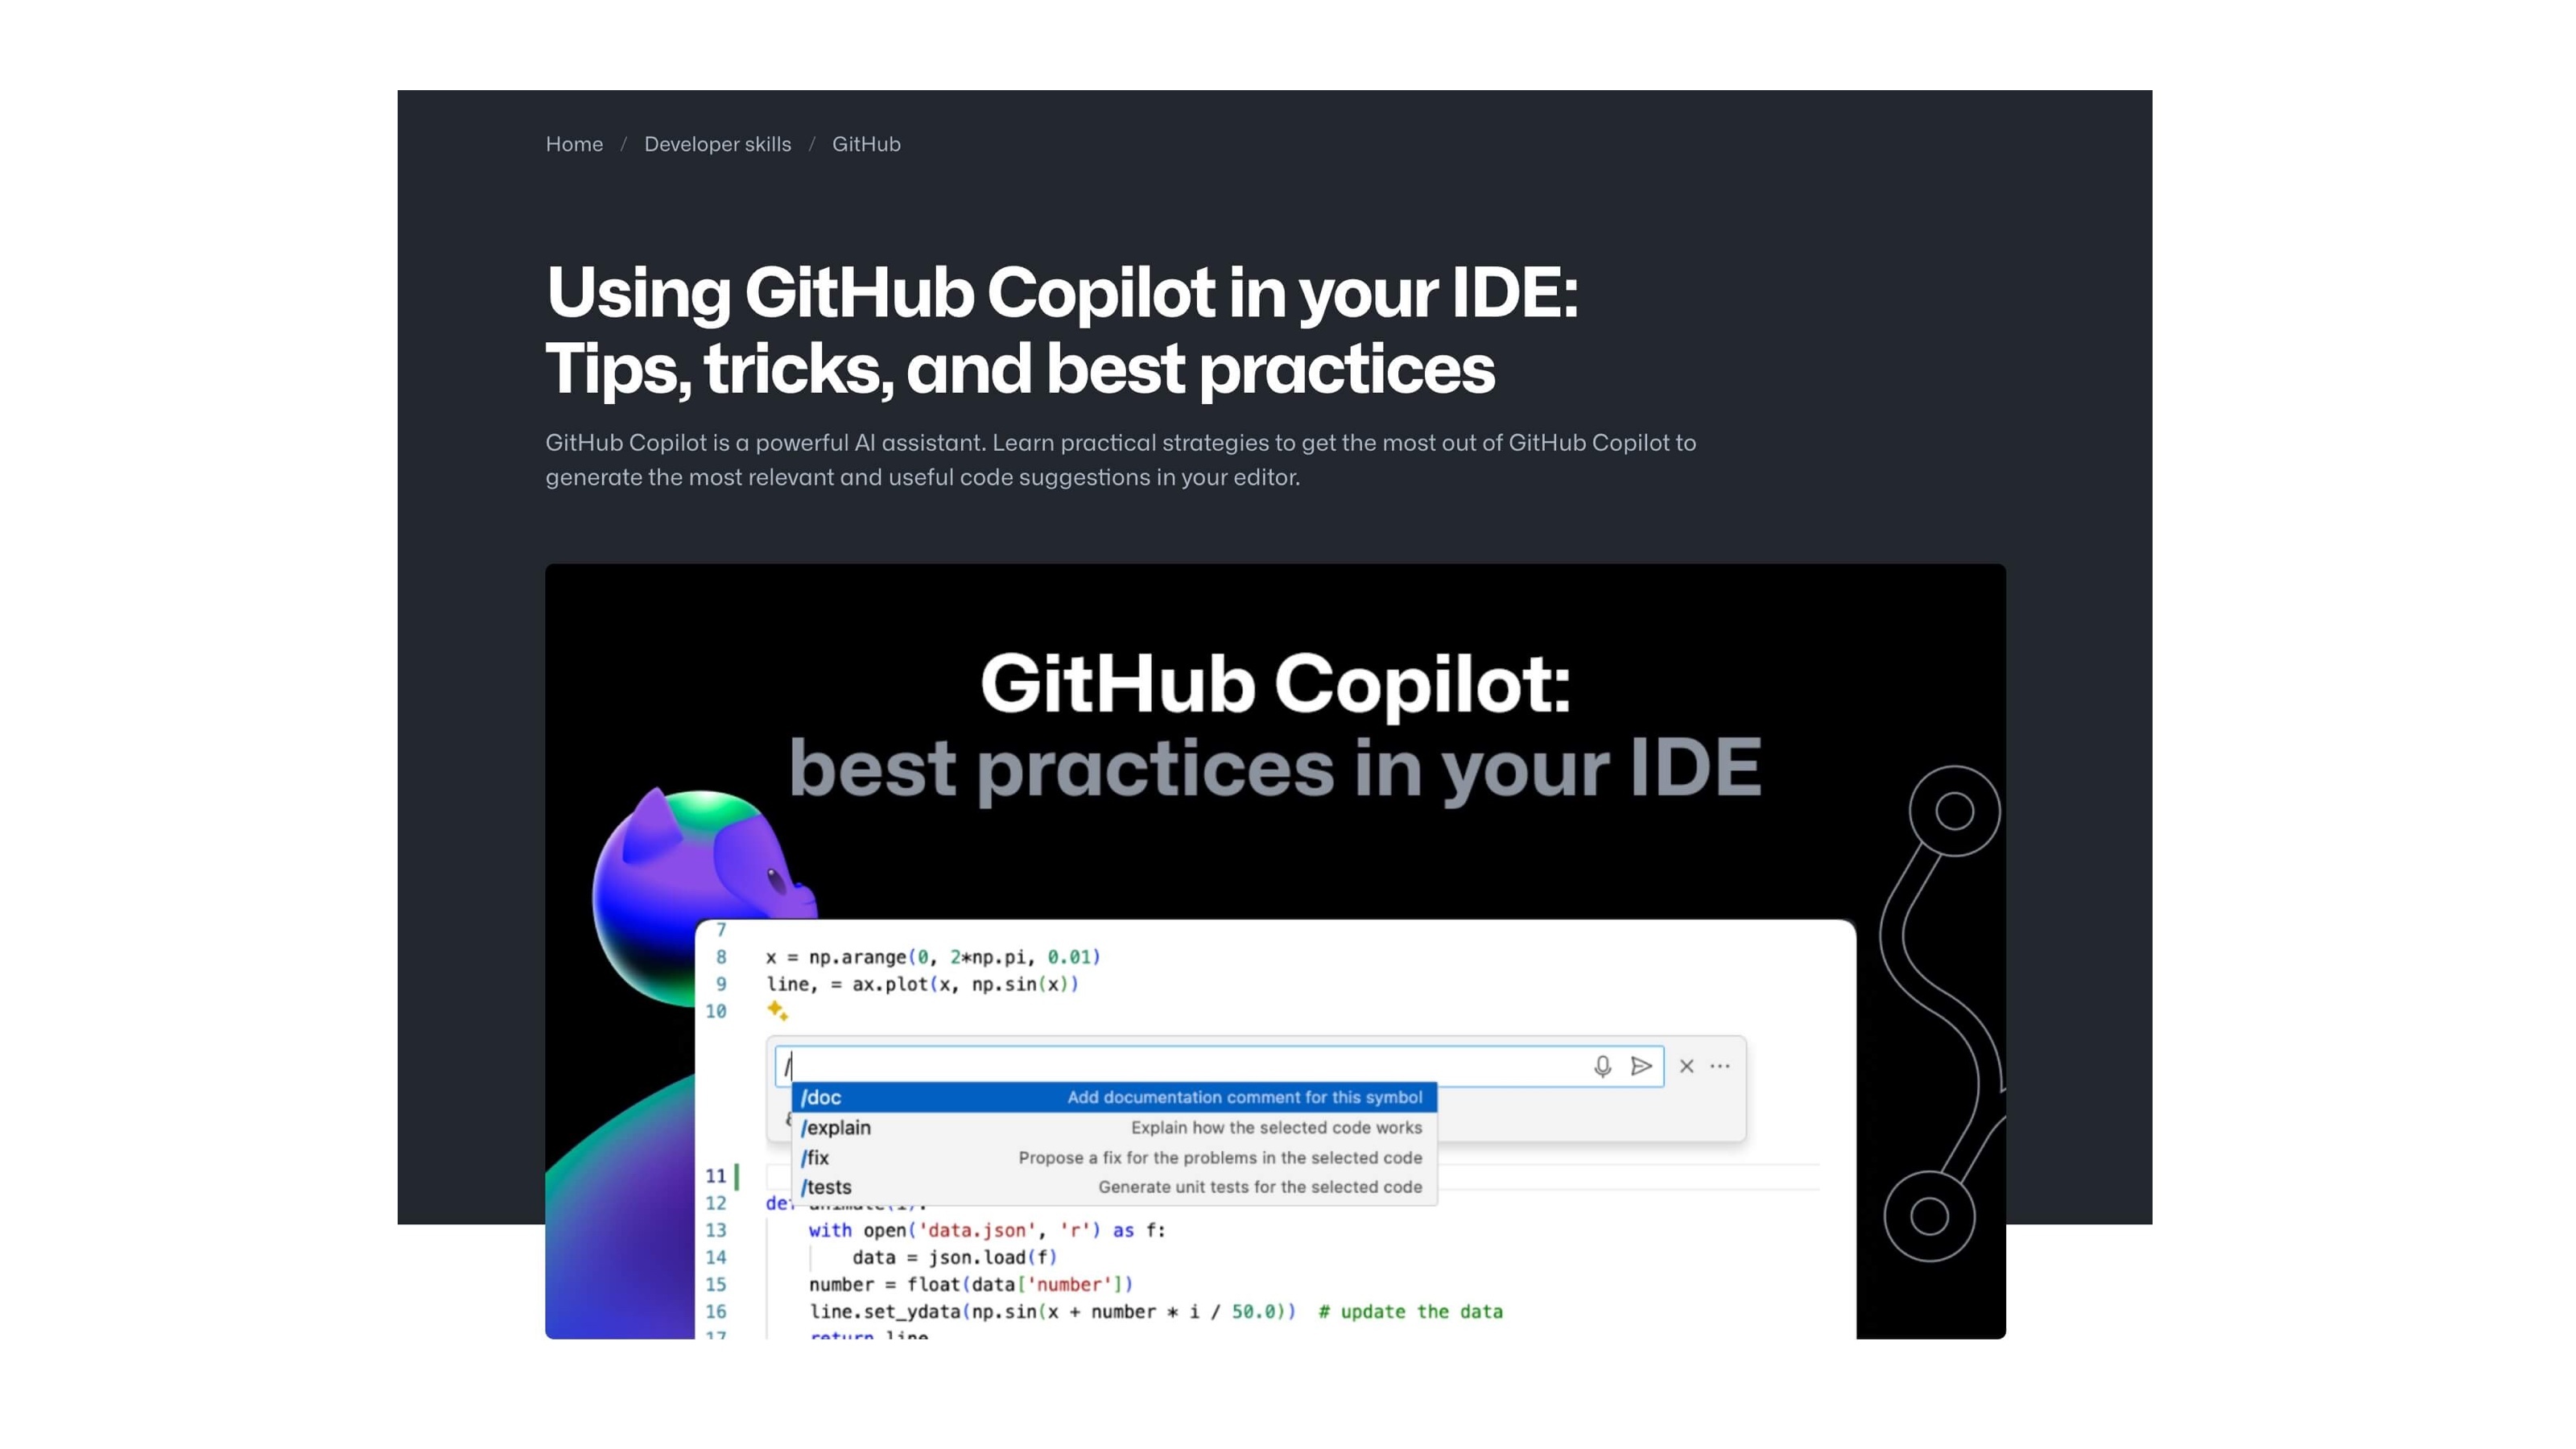 Home / Developer skills / GitHub
Using GitHub Copilot in your IDE:
Tips, tricks, and best practices
GitHub Copilot is a powerful AI assistant. Learn practical strategies to get the most out of GitHub Copilot to
generate the most relevant and useful code suggestions in your editor.
GitHub Copilot:
best practices in your IDE
7
8 x = np.arange(0, 2*np.pi, 0.01)
9 line, = ax.plot(x, np.sin(x))
10
/
/doc Add documentation comment for this symbol
/explain Explain how the selected code works
/fix Propose a fix for the problems in the selected code
/tests Generate unit tests for the selected code
11
12
13 with open('data.json', 'r') as f:
14 data = json.load(f)
15 number = float(data['number'])
16 line.set_ydata(np.sin(x + number * i / 50.0)) # update the data
17 return line